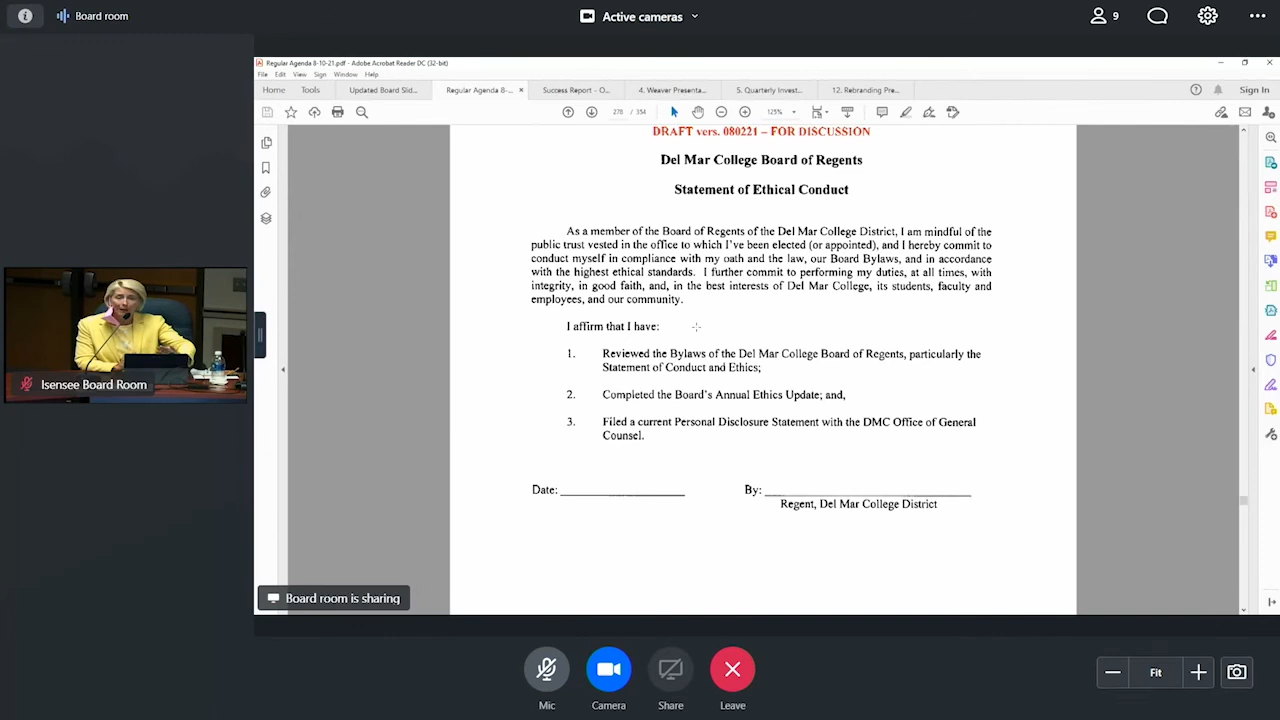 Board room
Active cameras
9
Regular Agenda 8-10-21.pdf - Adobe Acrobat Reader DC (32-bit)
File Edit View Sign Window Help
Home Tools Updated Board Slid... Regular Agenda 8-... × Success Report - O... 4. Weaver Presenta... 5. Quarterly Invest... 12. Rebranding Pre... Sign In
278 / 354 125%
DRAFT vers. 080221 – FOR DISCUSSION
Del Mar College Board of Regents
Statement of Ethical Conduct
As a member of the Board of Regents of the Del Mar College District, I am mindful of the
public trust vested in the office to which I've been elected (or appointed), and I hereby commit to
conduct myself in compliance with my oath and the law, our Board Bylaws, and in accordance
with the highest ethical standards. I further commit to performing my duties, at all times, with
integrity, in good faith, and, in the best interests of Del Mar College, its students, faculty and
employees, and our community.
I affirm that I have:
1. Reviewed the Bylaws of the Del Mar College Board of Regents, particularly the
Statement of Conduct and Ethics;
2. Completed the Board's Annual Ethics Update; and,
3. Filed a current Personal Disclosure Statement with the DMC Office of General
Counsel.
Date: By:
Regent, Del Mar College District
Isensee Board Room
Board room is sharing
Fit
Mic Camera Share Leave